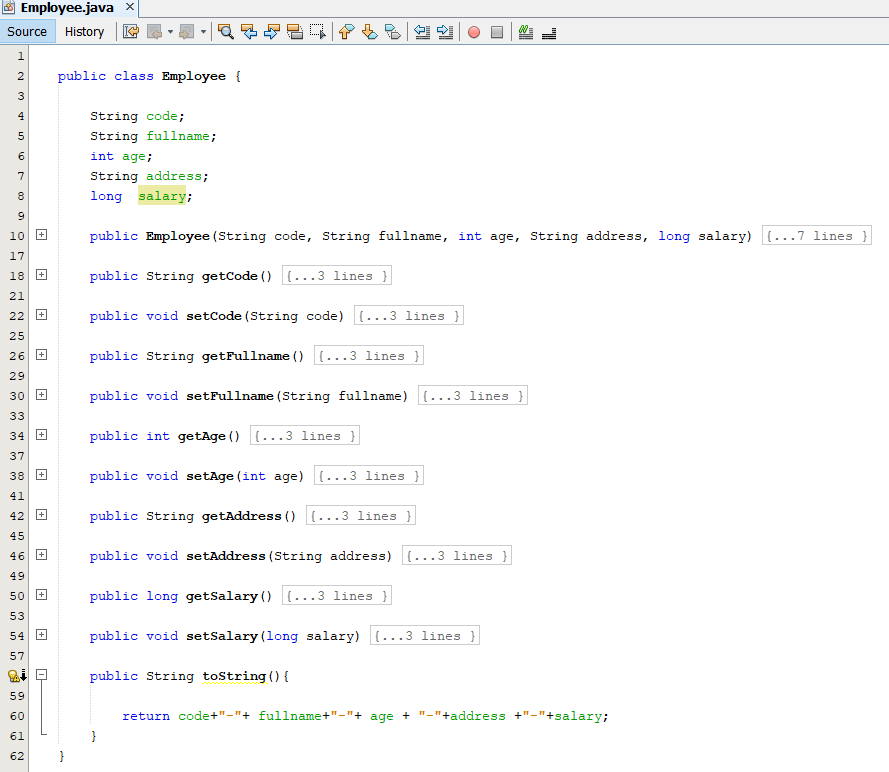 Employee.java ×
Source History
1
2 public class Employee {
3
4 String code;
5 String fullname;
6 int age;
7 String address;
8 long  salary;
9
10 public Employee(String code, String fullname, int age, String address, long salary) {...7 lines }
17
18 public String getCode() {...3 lines }
21
22 public void setCode(String code) {...3 lines }
25
26 public String getFullname() {...3 lines }
29
30 public void setFullname(String fullname) {...3 lines }
33
34 public int getAge() {...3 lines }
37
38 public void setAge(int age) {...3 lines }
41
42 public String getAddress() {...3 lines }
45
46 public void setAddress(String address) {...3 lines }
49
50 public long getSalary() {...3 lines }
53
54 public void setSalary(long salary) {...3 lines }
57
public String toString(){
59
60 return code+"-"+ fullname+"-"+ age + "-"+address +"-"+salary;
61 }
62 }